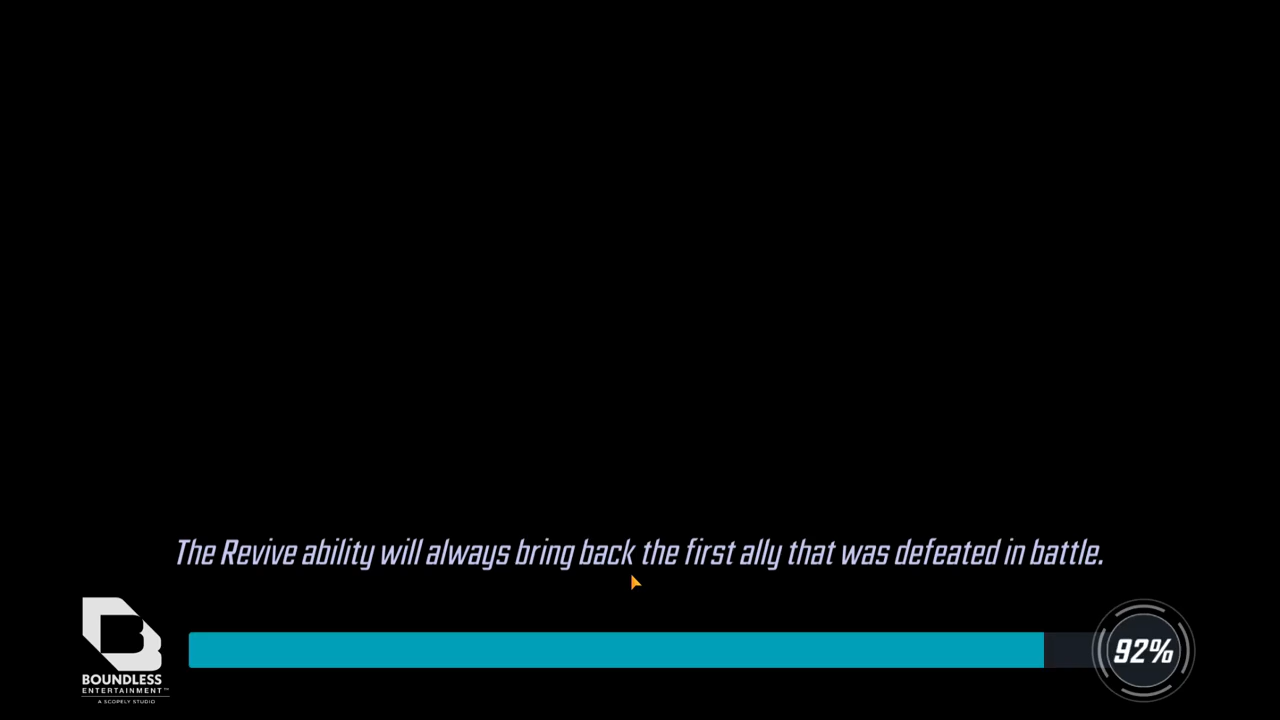 The Revive ability will always bring back the first ally that was defeated in battle.
92%
BOUNDLESS
ENTERTAINMENT™
A SCOPELY STUDIO